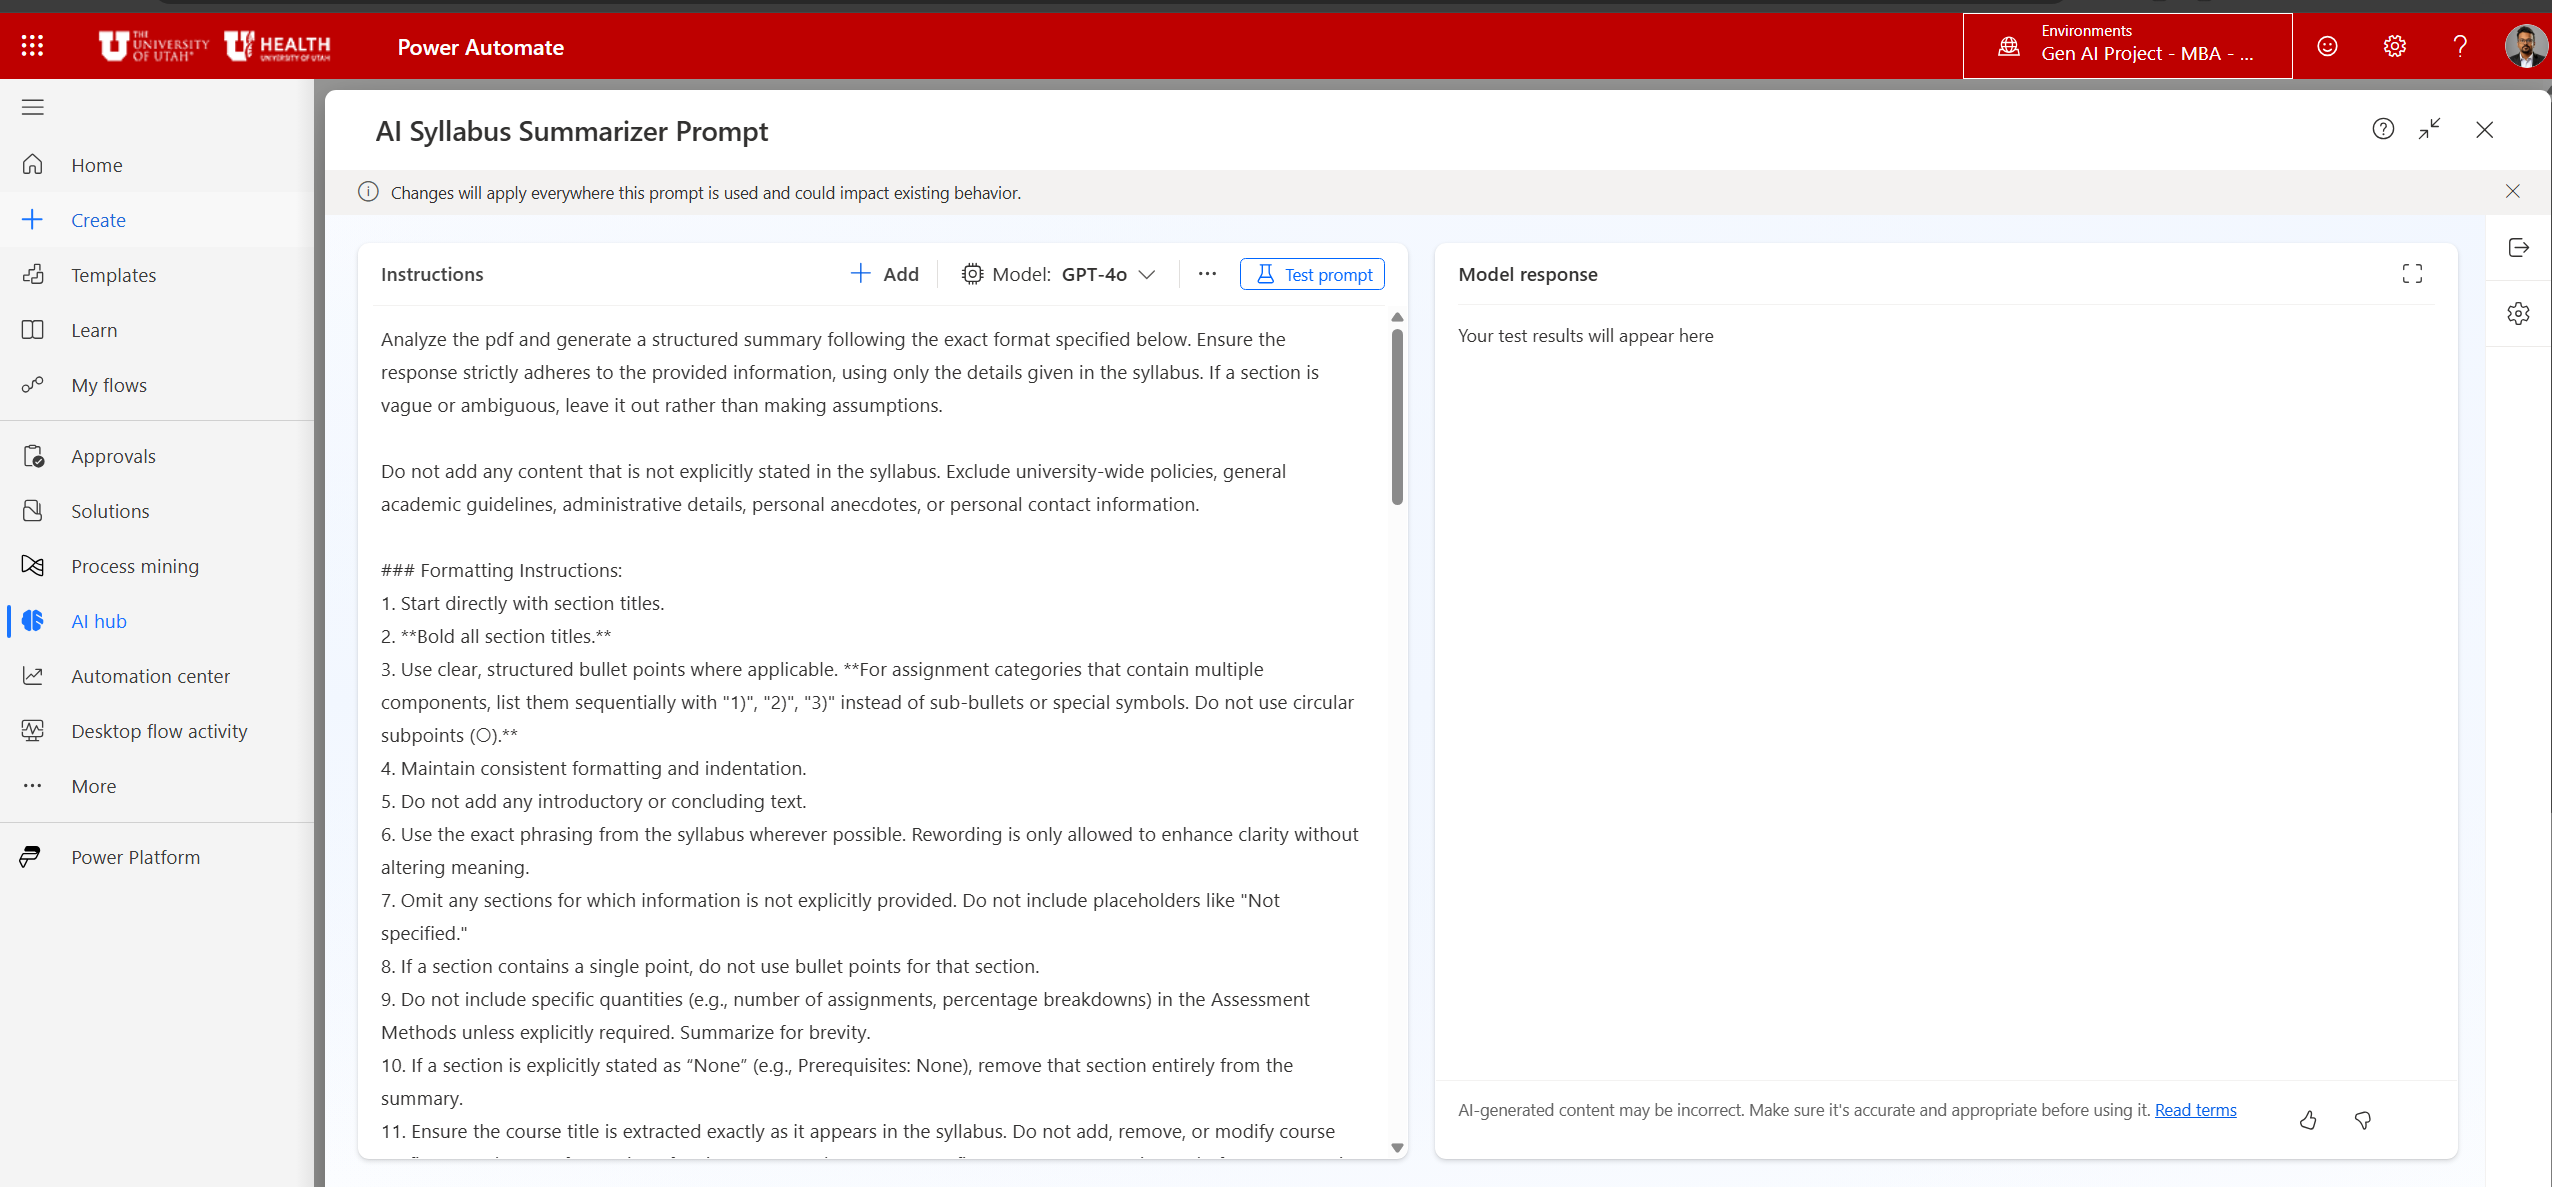 THE
UNIVERSITY
OF UTAH
HEALTH
UNIVERSITY OF UTAH
Power Automate
Environments
Gen AI Project - MBA - ...
Home
Create
Templates
Learn
My flows
Approvals
Solutions
Process mining
AI hub
Automation center
Desktop flow activity
More
Power Platform
AI Syllabus Summarizer Prompt
Changes will apply everywhere this prompt is used and could impact existing behavior.
Instructions
Add
Model: GPT-4o
Test prompt
Analyze the pdf and generate a structured summary following the exact format specified below. Ensure the
response strictly adheres to the provided information, using only the details given in the syllabus. If a section is
vague or ambiguous, leave it out rather than making assumptions.
Do not add any content that is not explicitly stated in the syllabus. Exclude university-wide policies, general
academic guidelines, administrative details, personal anecdotes, or personal contact information.
### Formatting Instructions:
1. Start directly with section titles.
2. **Bold all section titles.**
3. Use clear, structured bullet points where applicable. **For assignment categories that contain multiple
components, list them sequentially with "1)", "2)", "3)" instead of sub-bullets or special symbols. Do not use circular
subpoints (○).**
4. Maintain consistent formatting and indentation.
5. Do not add any introductory or concluding text.
6. Use the exact phrasing from the syllabus wherever possible. Rewording is only allowed to enhance clarity without
altering meaning.
7. Omit any sections for which information is not explicitly provided. Do not include placeholders like "Not
specified."
8. If a section contains a single point, do not use bullet points for that section.
9. Do not include specific quantities (e.g., number of assignments, percentage breakdowns) in the Assessment
Methods unless explicitly required. Summarize for brevity.
10. If a section is explicitly stated as “None” (e.g., Prerequisites: None), remove that section entirely from the
summary.
11. Ensure the course title is extracted exactly as it appears in the syllabus. Do not add, remove, or modify course
Model response
Your test results will appear here
AI-generated content may be incorrect. Make sure it's accurate and appropriate before using it. Read terms